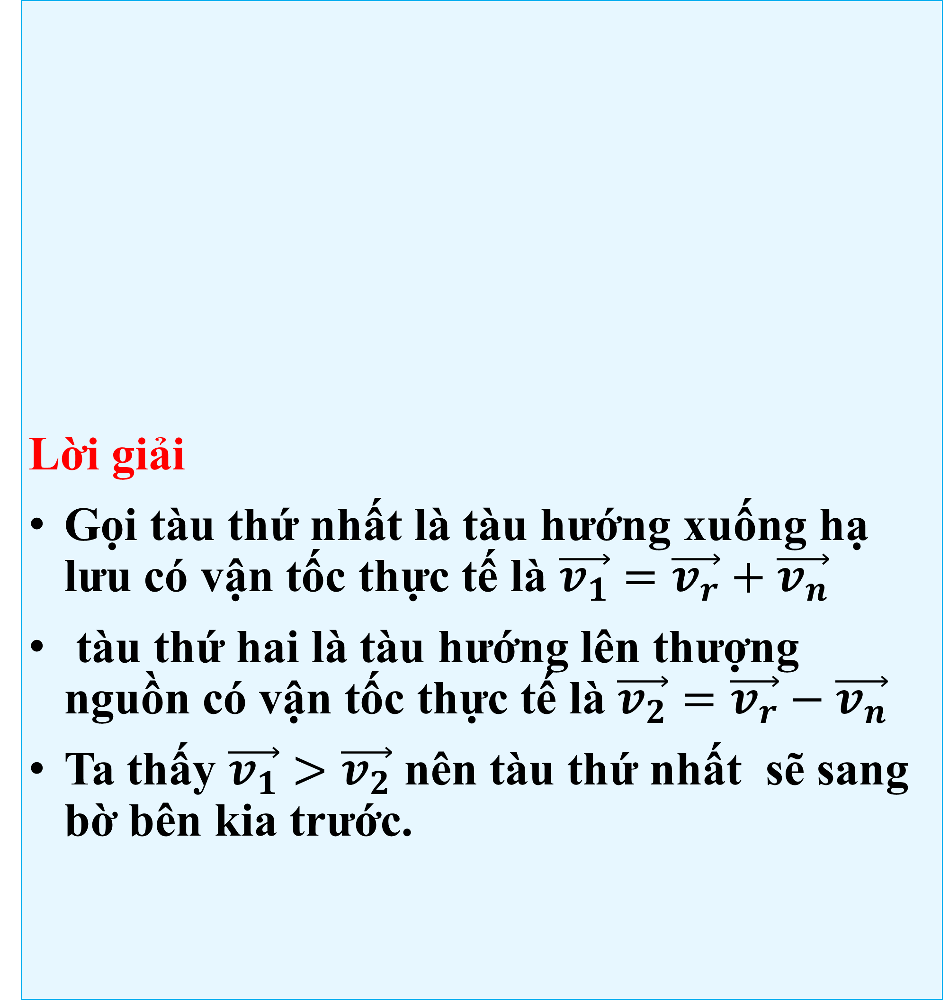 Lời giải
• Gọi tàu thứ nhất là tàu hướng xuống hạ
lưu có vận tốc thực tế là $\overrightarrow{v_1} = \overrightarrow{v_r} + \overrightarrow{v_n}$
• tàu thứ hai là tàu hướng lên thượng
nguồn có vận tốc thực tế là $\overrightarrow{v_2} = \overrightarrow{v_r} - \overrightarrow{v_n}$
• Ta thấy $\overrightarrow{v_1} > \overrightarrow{v_2}$ nên tàu thứ nhất sẽ sang
bờ bên kia trước.